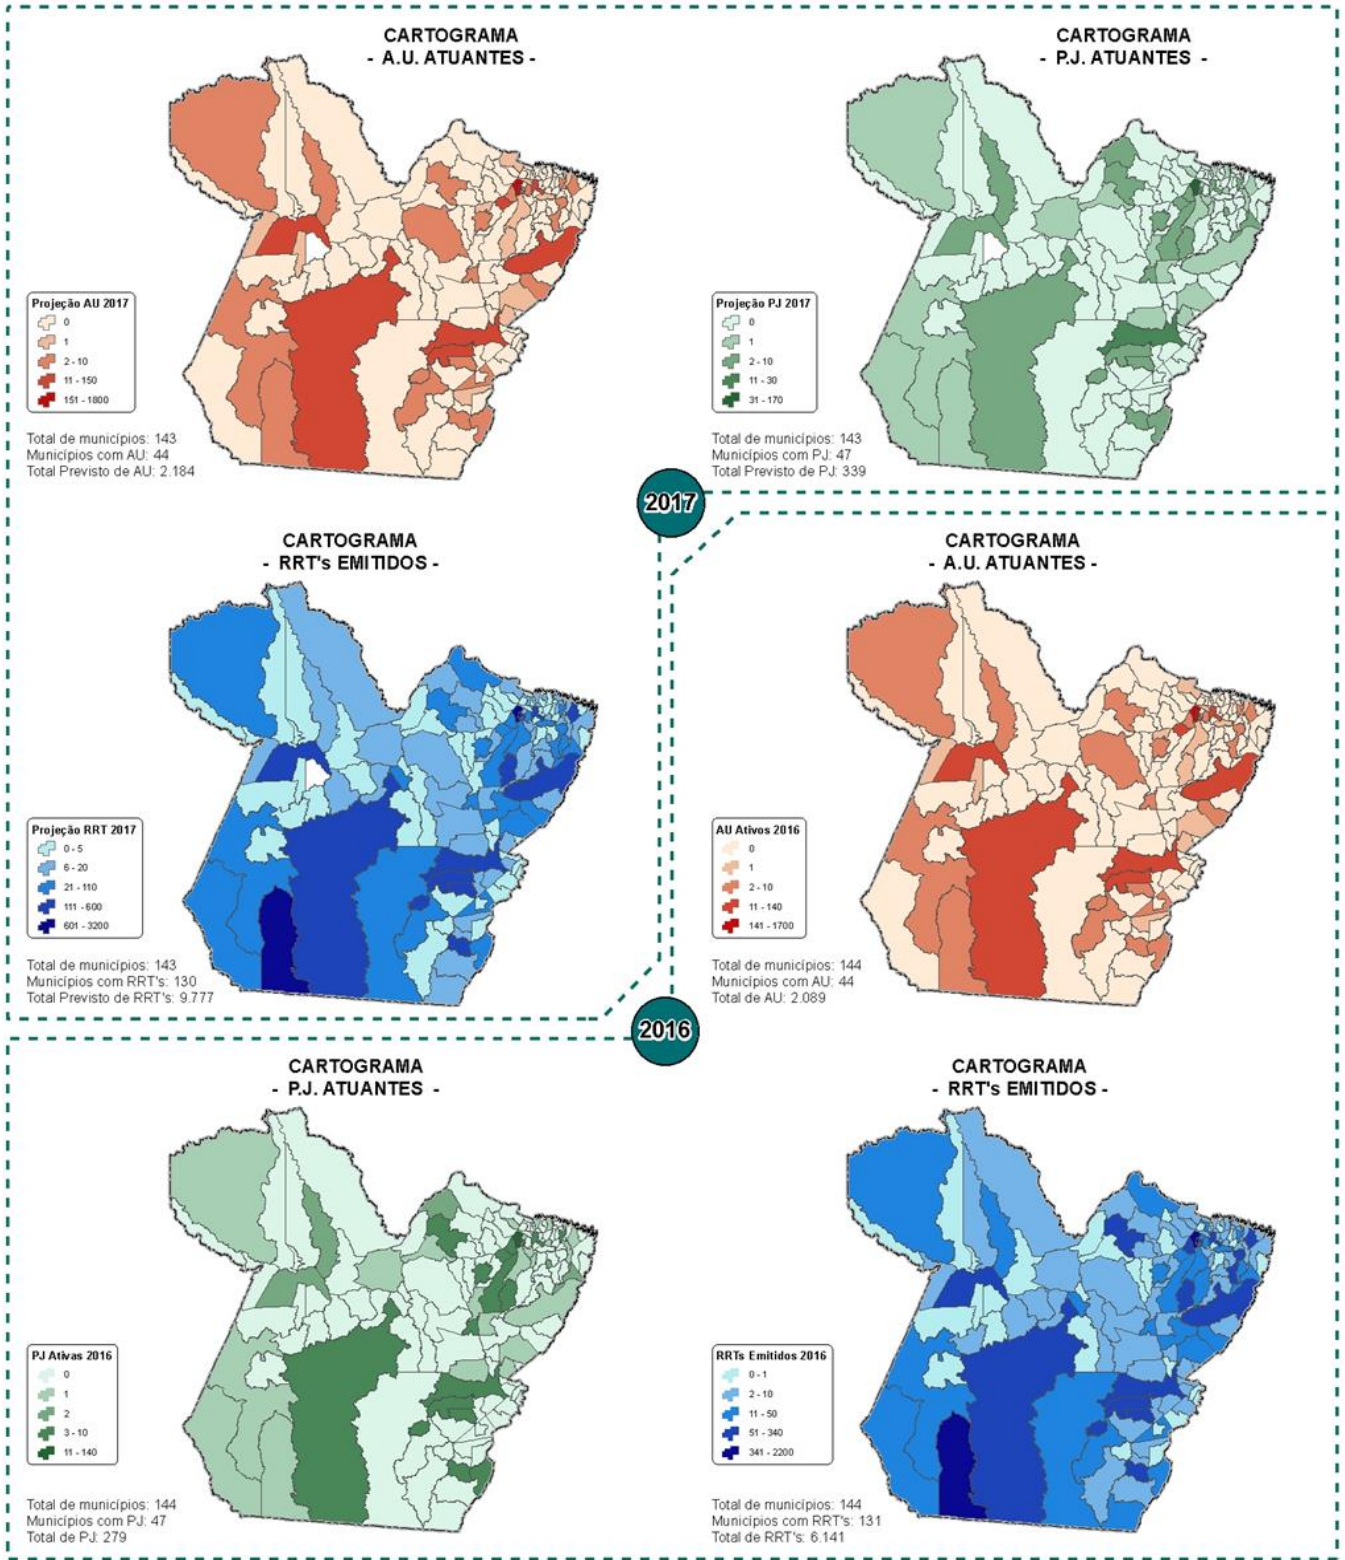 CARTOGRAMA
- A.U. ATUANTES -
Projeção AU 2017
0
1
2 - 10
11 - 150
151 - 1800
Total de municípios: 143
Municípios com AU: 44
Total Previsto de AU: 2.184
CARTOGRAMA
- P.J. ATUANTES -
Projeção PJ 2017
0
1
2 - 10
11 - 30
31 - 170
Total de municípios: 143
Municípios com PJ: 47
Total Previsto de PJ: 339
2017
CARTOGRAMA
- RRT's EMITIDOS -
Projeção RRT 2017
0 - 5
6 - 20
21 - 110
111 - 600
601 - 3200
Total de municípios: 143
Municípios com RRT's: 130
Total Previsto de RRT's: 9.777
CARTOGRAMA
- A.U. ATUANTES -
AU Ativos 2016
0
1
2 - 10
11 - 140
141 - 1700
Total de municípios: 144
Municípios com AU: 44
Total de AU: 2.089
2016
CARTOGRAMA
- P.J. ATUANTES -
PJ Ativas 2016
0
1
2
3 - 10
11 - 140
Total de municípios: 144
Municípios com PJ: 47
Total de PJ: 279
CARTOGRAMA
- RRT's EMITIDOS -
RRTs Emitidos 2016
0 - 1
2 - 10
11 - 50
51 - 340
341 - 2200
Total de municípios: 144
Municípios com RRT's: 131
Total de RRT's: 6.141